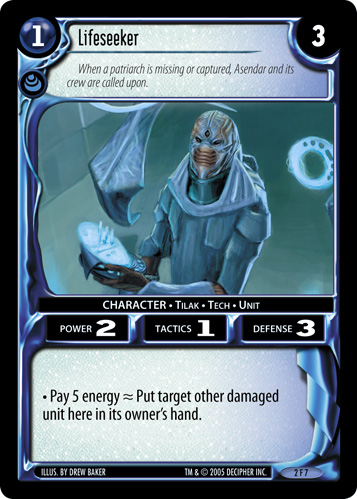 1
Lifeseeker
3
When a patriarch is missing or captured, Asendar and its
crew are called upon.
CHARACTER • TILAK • TECH • UNIT
POWER 2
TACTICS 1
DEFENSE 3
• Pay 5 energy ≈ Put target other damaged
unit here in its owner's hand.
ILLUS. BY DREW BAKER
TM & © 2005 DECIPHER INC.
2 F 7